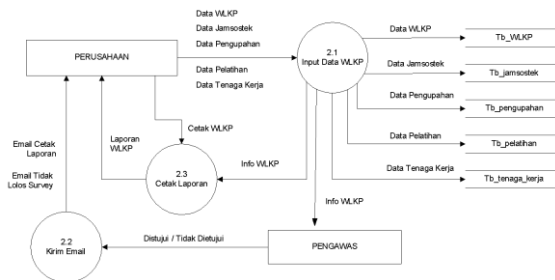 Data WLKP
Data Jamsostek
Data Pengupahan
Data Pelatihan
Data Tenaga Kerja
PERUSAHAAN
2.1
Input Data WLKP
Data WLKP
Tb_WLKP
Data Jamsostek
Tb_jamsostek
Data Pengupahan
Tb_pengupahan
Data Pelatihan
Tb_pelatihan
Data Tenaga Kerja
Tb_tenaga_kerja
Cetak WLKP
Laporan
WLKP
Email Cetak
Laporan
Email Tidak
Lolos Survey
2.3
Cetak Laporan
Info WLKP
Info WLKP
2.2
Kirim Email
Distujui / Tidak Dietujui
PENGAWAS